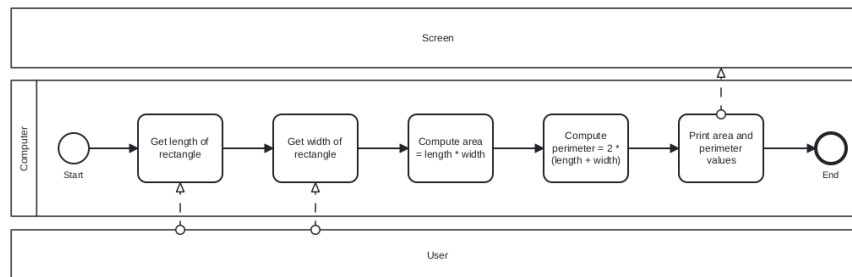 Screen
Computer
Start
Get length of
rectangle
Get width of
rectangle
Compute area
= length * width
Compute
perimeter = 2 *
(length + width)
Print area and
perimeter
values
End
User